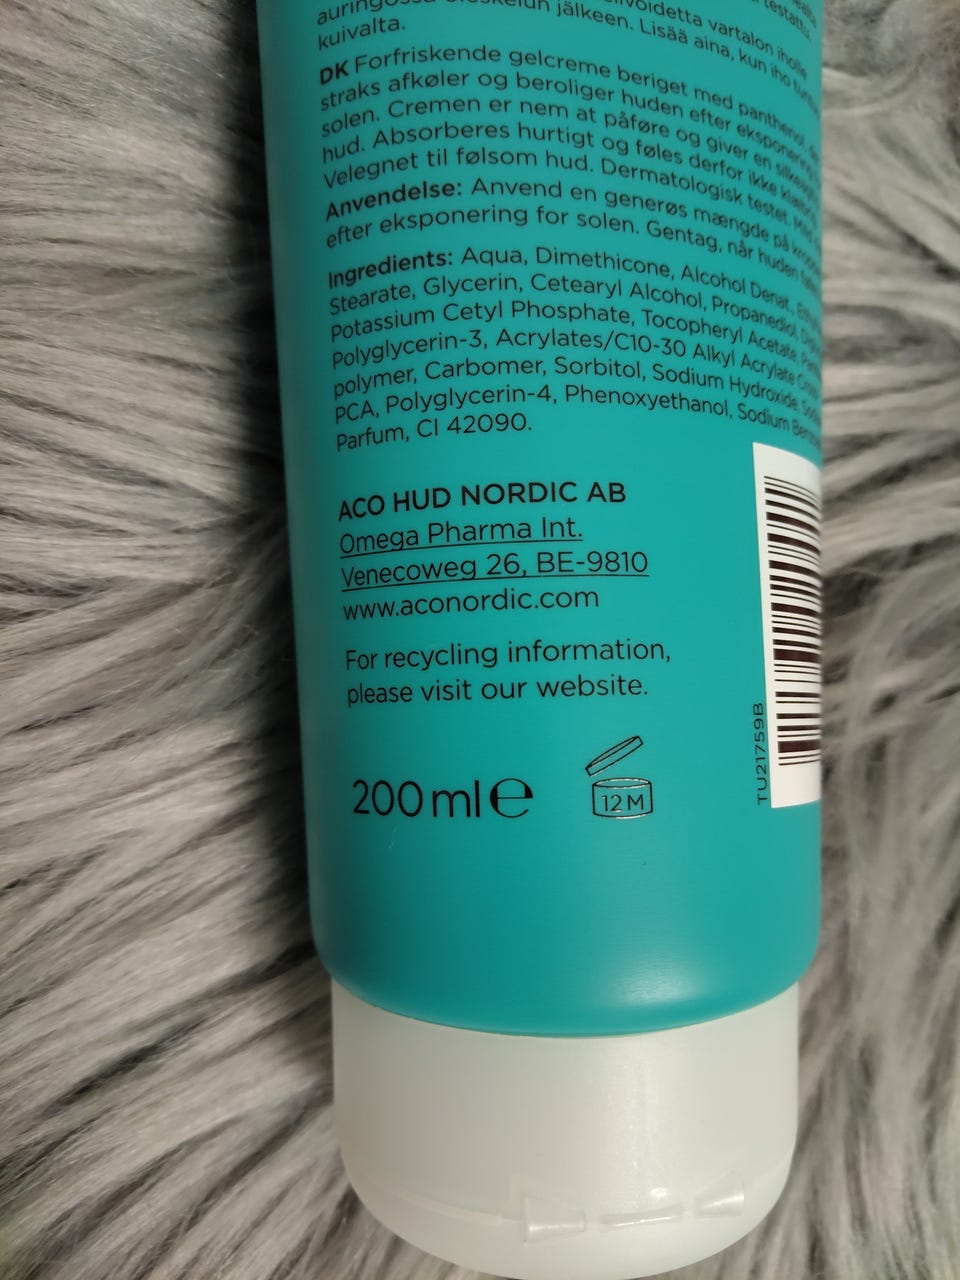 auringossa oleskelun jälkeen. Lisää aina, kun iho tuntuu
kuivalta.
DK Forfriskende gelcreme beriget med panthenol, der
straks afkøler og beroliger huden efter eksponering
solen. Cremen er nem at påføre og giver en
hud. Absorberes hurtigt og føles derfor ikke
Velegnet til følsom hud. Dermatologisk testet. Mild
Anvendelse: Anvend en generøs mængde på
efter eksponering for solen. Gentag, når huden
Ingredients: Aqua, Dimethicone, Alcohol Denat.,
Stearate, Glycerin, Cetearyl Alcohol, Propanediol,
Potassium Cetyl Phosphate, Tocopheryl Acetate,
Polyglycerin-3, Acrylates/C10-30 Alkyl Acrylate
polymer, Carbomer, Sorbitol, Sodium Hydroxide,
PCA, Polyglycerin-4, Phenoxyethanol, Sodium
Parfum, CI 42090.
ACO HUD NORDIC AB
Omega Pharma Int.
Venecoweg 26, BE-9810
www.aconordic.com
For recycling information,
please visit our website.
200 ml e
12 M
TU21759B